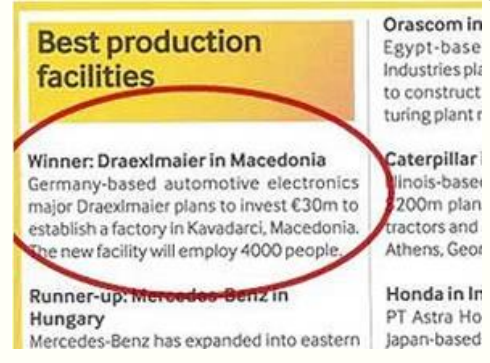 Best production
facilities
Winner: Draexlmaier in Macedonia
Germany-based automotive electronics
major Draexlmaier plans to invest €30m to
establish a factory in Kavadarci, Macedonia.
The new facility will employ 4000 people.
Runner-up: Mercedes-Benz in
Hungary
Mercedes-Benz has expanded into eastern
Orascom in
Egypt-base
Industries pla
to construct
turing plant
Caterpillar
$200m plan
tractors and
Athens, Geor
Honda in In
PT Astra Ho
Japan-based